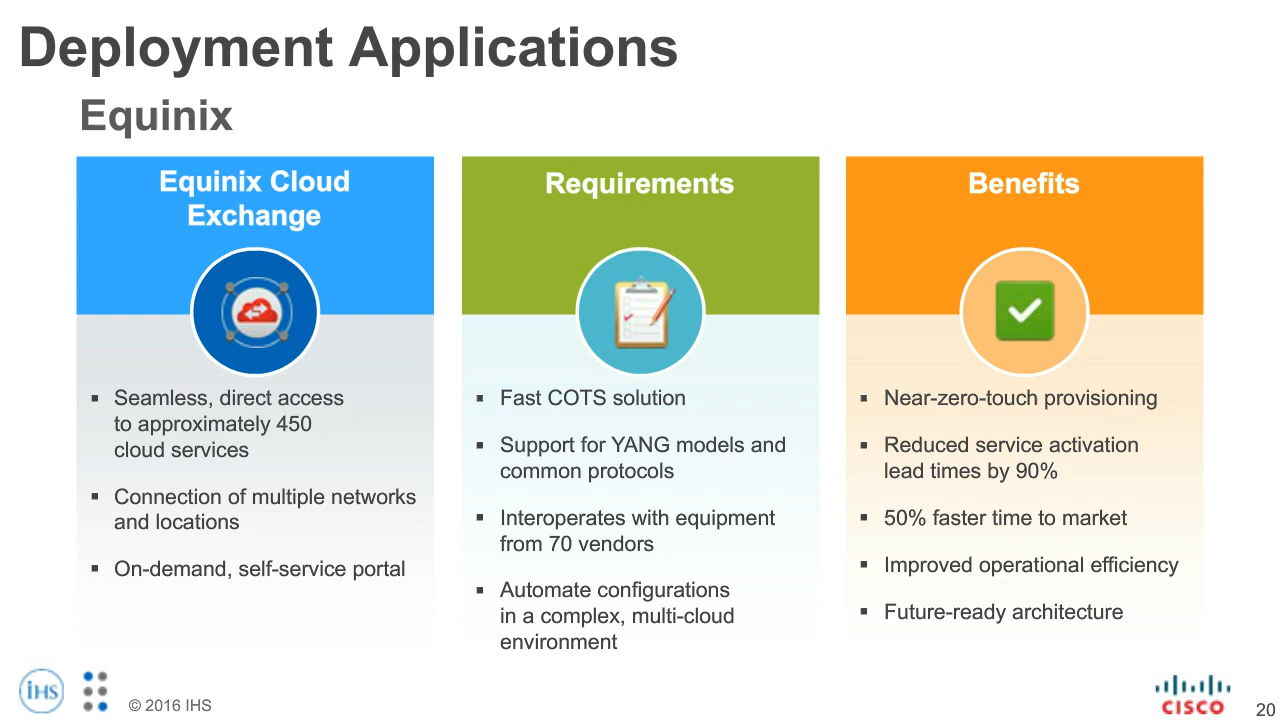 Deployment Applications
Equinix
Equinix Cloud
Exchange
▪ Seamless, direct access
to approximately 450
cloud services
▪ Connection of multiple networks
and locations
▪ On-demand, self-service portal
Requirements
▪ Fast COTS solution
▪ Support for YANG models and
common protocols
▪ Interoperates with equipment
from 70 vendors
▪ Automate configurations
in a complex, multi-cloud
environment
Benefits
▪ Near-zero-touch provisioning
▪ Reduced service activation
lead times by 90%
▪ 50% faster time to market
▪ Improved operational efficiency
▪ Future-ready architecture
iHS
© 2016 IHS
CISCO
20